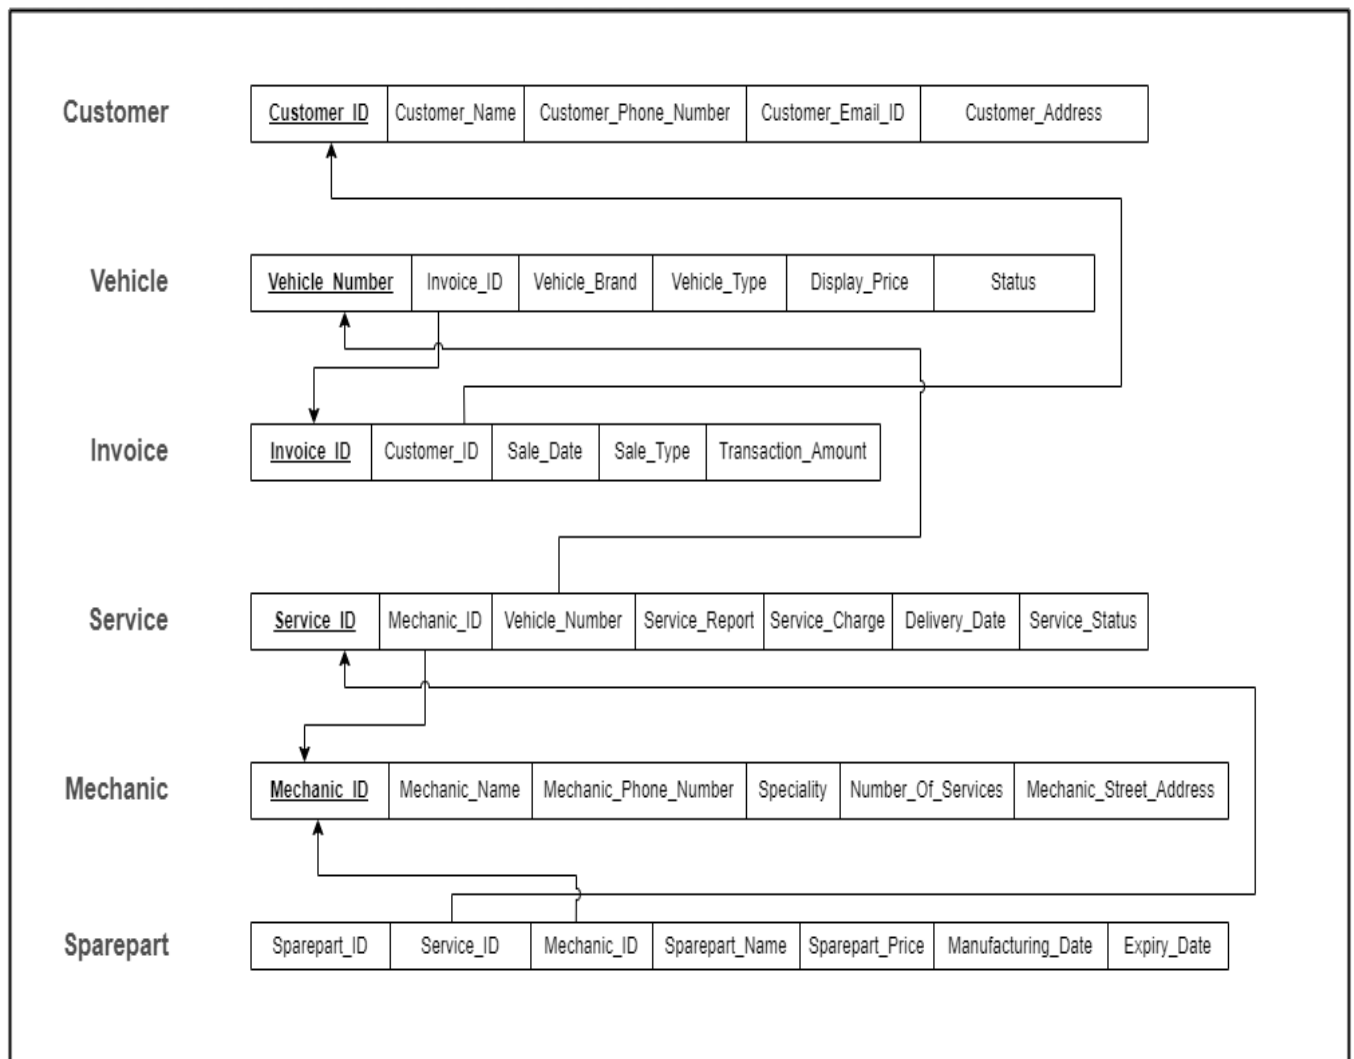 Customer Customer_ID Customer_Name Customer_Phone_Number Customer_Email_ID Customer_Address
Vehicle Vehicle_Number Invoice_ID Vehicle_Brand Vehicle_Type Display_Price Status
Invoice Invoice_ID Customer_ID Sale_Date Sale_Type Transaction_Amount
Service Service_ID Mechanic_ID Vehicle_Number Service_Report Service_Charge Delivery_Date Service_Status
Mechanic Mechanic_ID Mechanic_Name Mechanic_Phone_Number Speciality Number_Of_Services Mechanic_Street_Address
Sparepart Sparepart_ID Service_ID Mechanic_ID Sparepart_Name Sparepart_Price Manufacturing_Date Expiry_Date